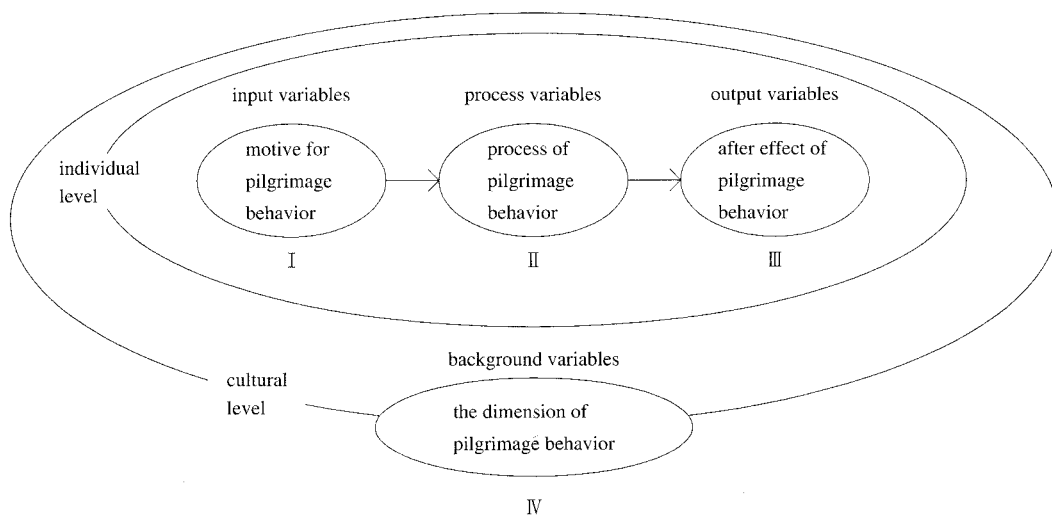 input variables
process variables
output variables
individual
level
motive for
pilgrimage
behavior
process of
pilgrimage
behavior
after effect of
pilgrimage
behavior
Ⅰ
Ⅱ
Ⅲ
background variables
cultural
level
the dimension of
pilgrimage behavior
Ⅳ